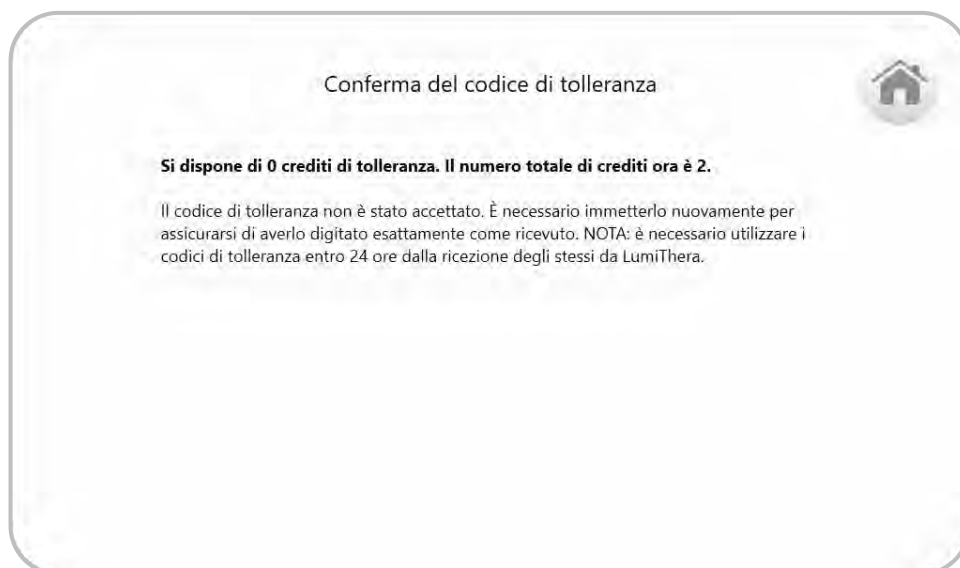 Conferma del codice di tolleranza
Si dispone di 0 crediti di tolleranza. Il numero totale di crediti ora è 2.
Il codice di tolleranza non è stato accettato. È necessario immetterlo nuovamente per
assicurarsi di averlo digitato esattamente come ricevuto. NOTA: è necessario utilizzare i
codici di tolleranza entro 24 ore dalla ricezione degli stessi da LumiThera.